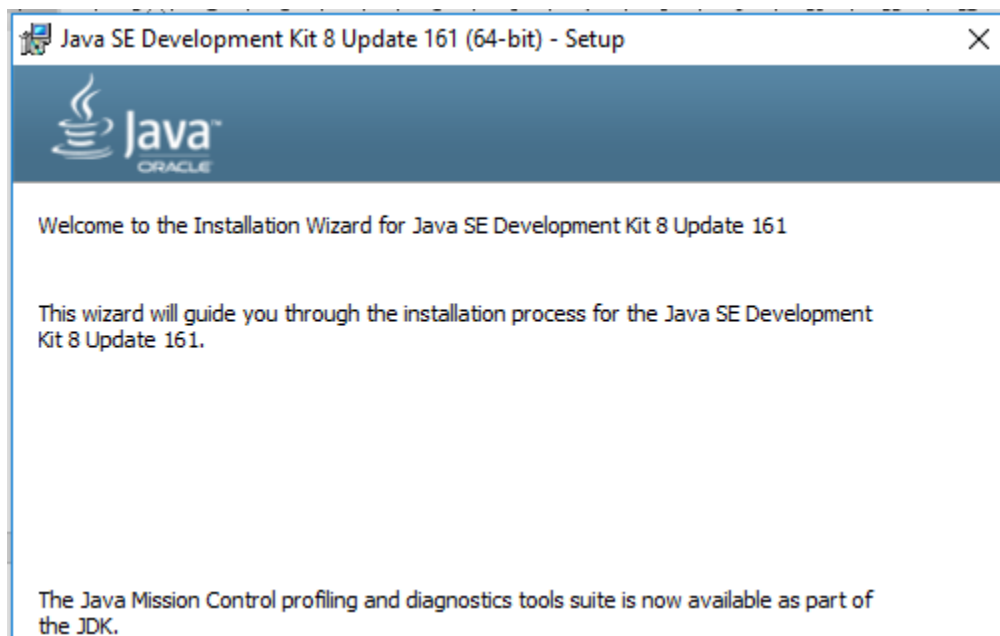 Java SE Development Kit 8 Update 161 (64-bit) - Setup
Java™
ORACLE
Welcome to the Installation Wizard for Java SE Development Kit 8 Update 161
This wizard will guide you through the installation process for the Java SE Development
Kit 8 Update 161.
The Java Mission Control profiling and diagnostics tools suite is now available as part of
the JDK.